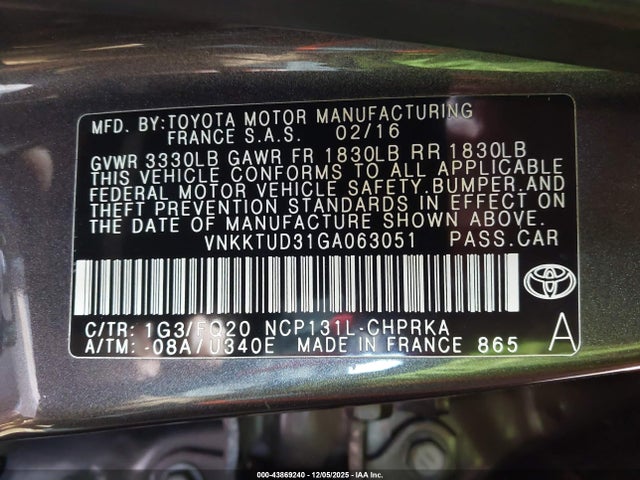 MFD. BY:TOYOTA MOTOR MANUFACTURING
FRANCE S.A.S. 02/16
GVWR 3330LB GAWR FR 1830LB RR 1830LB
THIS VEHICLE CONFORMS TO ALL APPLICABLE
FEDERAL MOTOR VEHICLE SAFETY,BUMPER,AND
THEFT PREVENTION STANDARDS IN EFFECT ON
THE DATE OF MANUFACTURE SHOWN ABOVE.
VNKKTUD31GA063051 PASS.CAR
C/TR: 1G3/FQ20 NCP131L-CHPRKA
A/TM: -08A/U340E MADE IN FRANCE 865
A
000-43869240 - 12/05/2025 - IAA Inc.